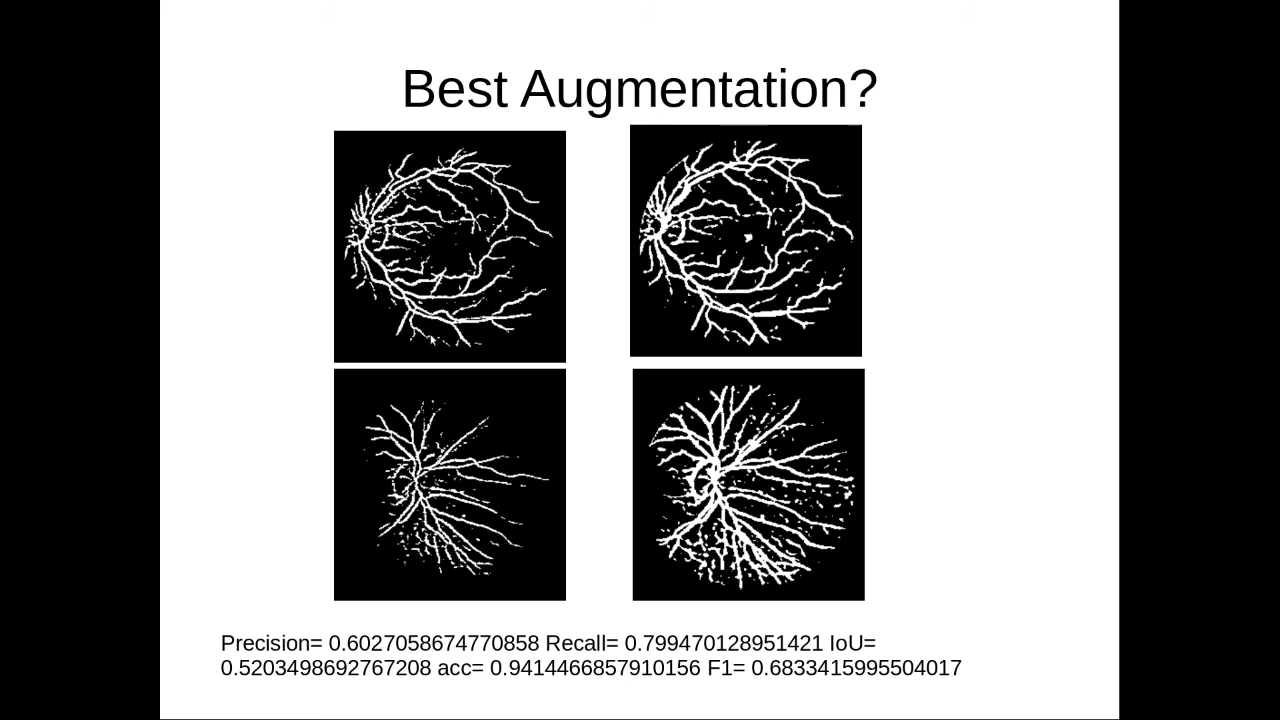 Best Augmentation?
Precision= 0.6027058674770858 Recall= 0.799470128951421 IoU=
0.5203498692767208 acc= 0.9414466857910156 F1= 0.6833415995504017